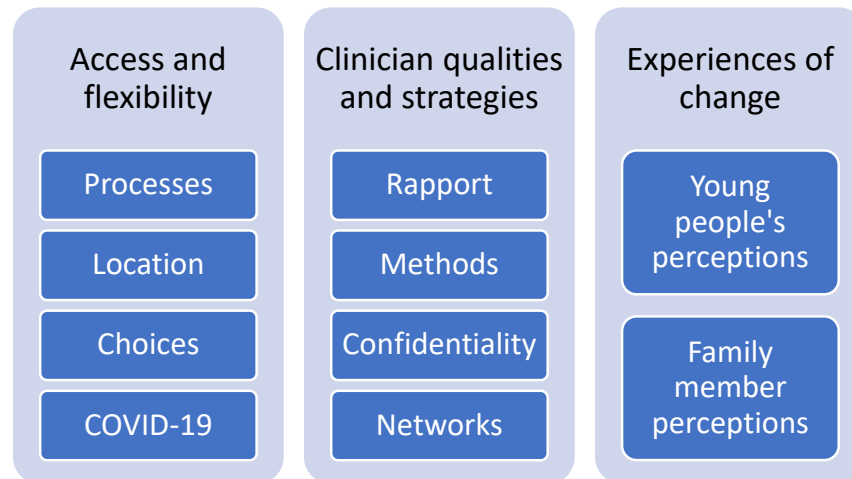 Access and
flexibility
Processes
Location
Choices
COVID-19
Clinician qualities
and strategies
Rapport
Methods
Confidentiality
Networks
Experiences of
change
Young
people's
perceptions
Family
member
perceptions